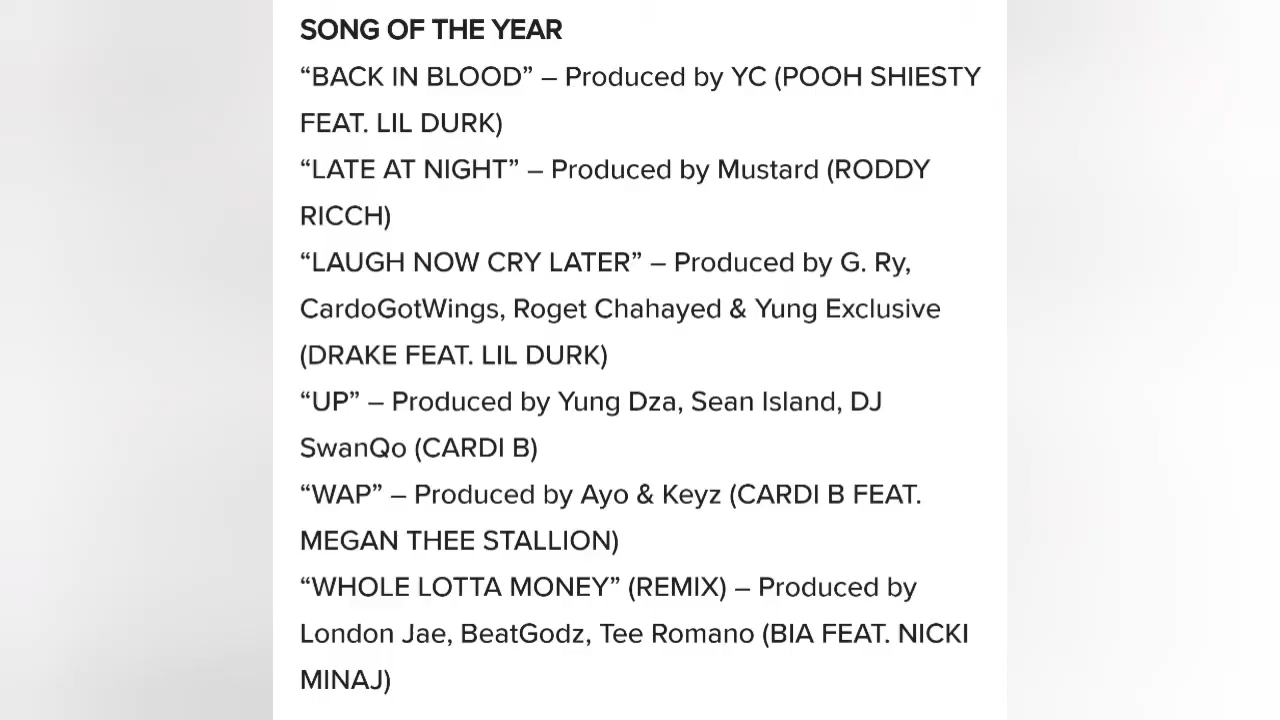 SONG OF THE YEAR
“BACK IN BLOOD” – Produced by YC (POOH SHIESTY
FEAT. LIL DURK)
“LATE AT NIGHT” – Produced by Mustard (RODDY
RICCH)
“LAUGH NOW CRY LATER” – Produced by G. Ry,
CardoGotWings, Roget Chahayed & Yung Exclusive
(DRAKE FEAT. LIL DURK)
“UP” – Produced by Yung Dza, Sean Island, DJ
SwanQo (CARDI B)
“WAP” – Produced by Ayo & Keyz (CARDI B FEAT.
MEGAN THEE STALLION)
“WHOLE LOTTA MONEY” (REMIX) – Produced by
London Jae, BeatGodz, Tee Romano (BIA FEAT. NICKI
MINAJ)